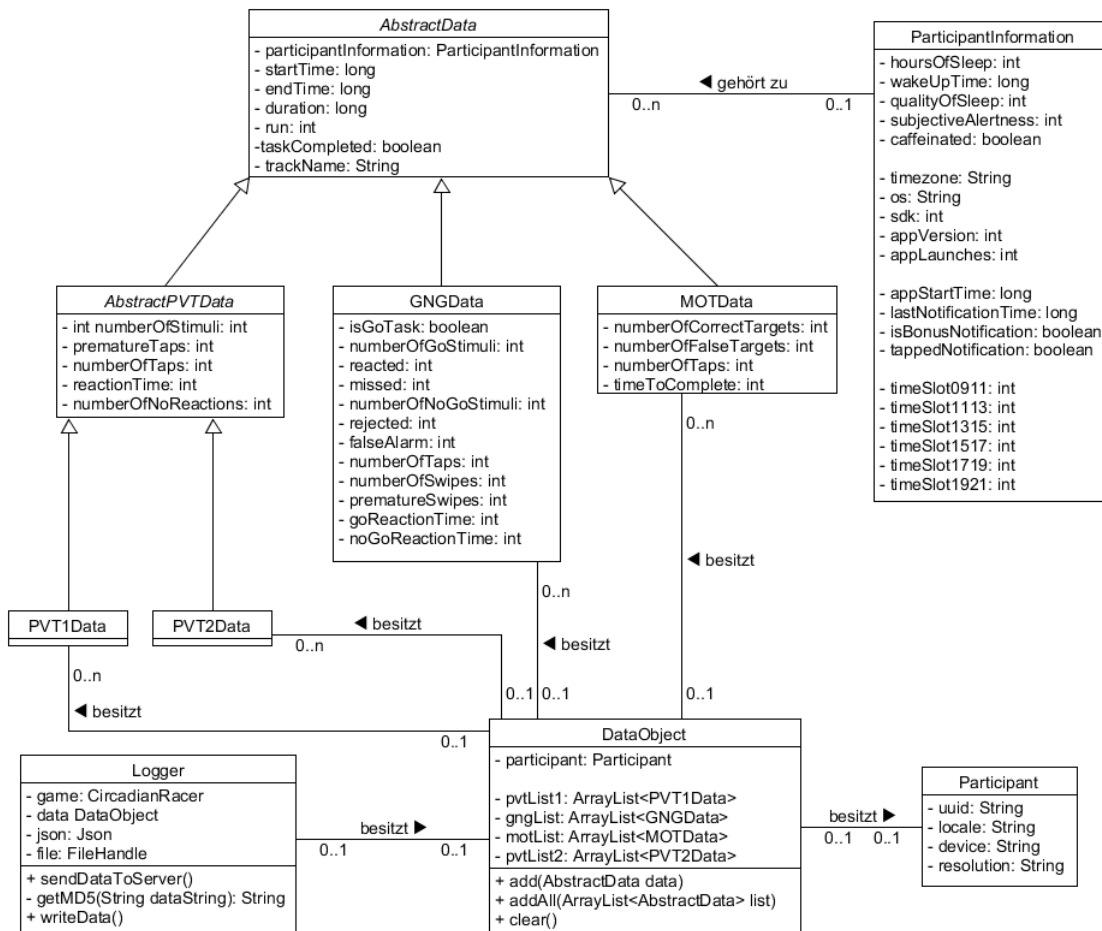 AbstractData
- participantInformation: ParticipantInformation
- startTime: long
- endTime: long
- duration: long
- run: int
-taskCompleted: boolean
- trackName: String
◀ gehört zu
0..n
0..1
ParticipantInformation
- hoursOfSleep: int
- wakeUpTime: long
- qualityOfSleep: int
- subjectiveAlertness: int
- caffeinated: boolean
- timezone: String
- os: String
- sdk: int
- appVersion: int
- appLaunches: int
- appStartTime: long
- lastNotificationTime: long
- isBonusNotification: boolean
- tappedNotification: boolean
- timeSlot0911: int
- timeSlot1113: int
- timeSlot1315: int
- timeSlot1517: int
- timeSlot1719: int
- timeSlot1921: int
AbstractPVTData
- int numberOfStimuli: int
- prematureTaps: int
- numberOfTaps: int
- reactionTime: int
- numberOfNoReactions: int
GNGData
- isGoTask: boolean
- numberOfGoStimuli: int
- reacted: int
- missed: int
- numberOfNoGoStimuli: int
- rejected: int
- falseAlarm: int
- numberOfTaps: int
- numberOfSwipes: int
- prematureSwipes: int
- goReactionTime: int
- noGoReactionTime: int
MOTData
- numberOfCorrectTargets: int
- numberOfFalseTargets: int
- numberOfTaps: int
- timeToComplete: int
0..n
◀ besitzt
0..1
PVT1Data
PVT2Data
◀ besitzt
0..n
0..1
0..n
◀ besitzt
0..1
0..n
◀ besitzt
0..1
Logger
- game: CircadianRacer
- data DataObject
- json: Json
- file: FileHandle
+ sendDataToServer()
- getMD5(String dataString): String
+ writeData()
besitzt ▶
0..1
0..1
DataObject
- participant: Participant
- pvtList1: ArrayList<PVT1Data>
- gngList: ArrayList<GNGData>
- motList: ArrayList<MOTData>
- pvtList2: ArrayList<PVT2Data>
+ add(AbstractData data)
+ addAll(ArrayList<AbstractData> list)
+ clear()
besitzt ▶
0..1
0..1
Participant
- uuid: String
- locale: String
- device: String
- resolution: String